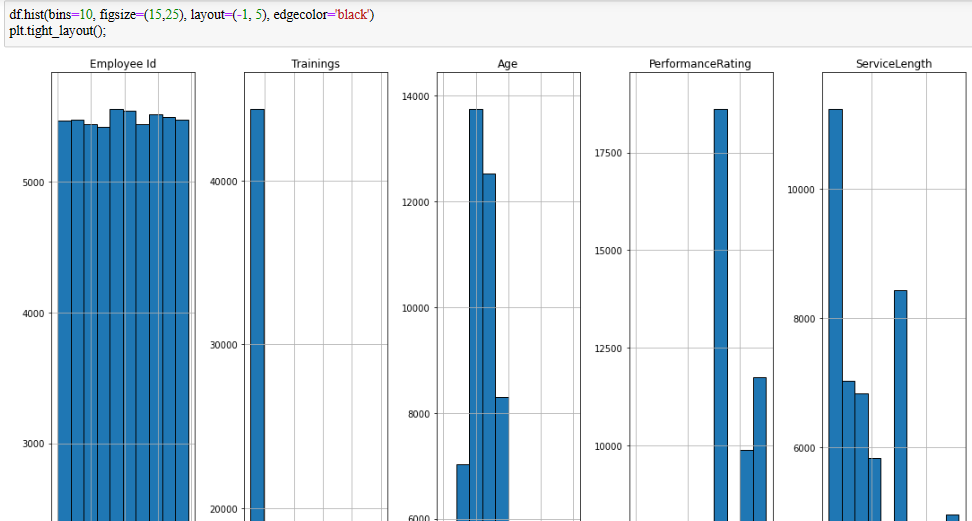 df.hist(bins=10, figsize=(15,25), layout=(-1, 5), edgecolor='black')
plt.tight_layout();
Employee Id
Trainings
Age
PerformanceRating
ServiceLength
5000
4000
3000
40000
30000
20000
14000
12000
10000
8000
6000
17500
15000
12500
10000
10000
8000
6000